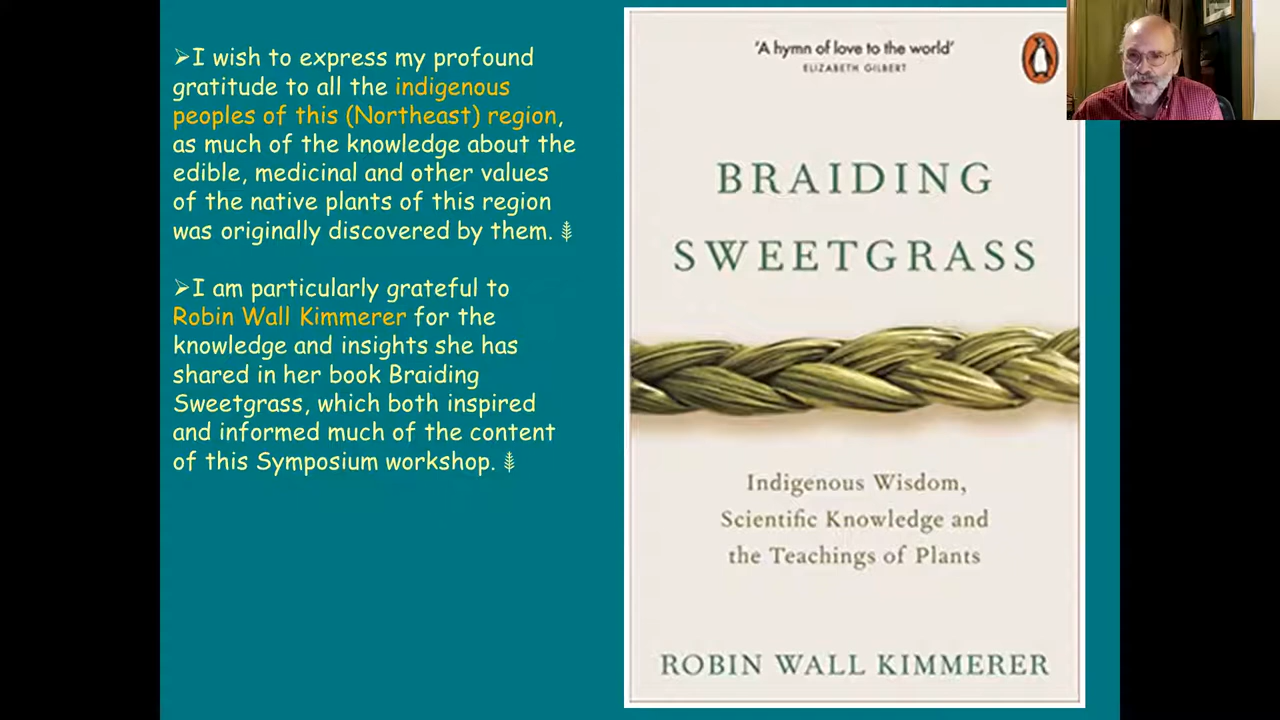 ➢I wish to express my profound
gratitude to all the indigenous
peoples of this (Northeast) region,
as much of the knowledge about the
edible, medicinal and other values
of the native plants of this region
was originally discovered by them.
➢I am particularly grateful to
Robin Wall Kimmerer for the
knowledge and insights she has
shared in her book Braiding
Sweetgrass, which both inspired
and informed much of the content
of this Symposium workshop.
'A hymn of love to the world'
ELIZABETH GILBERT
BRAIDING
SWEETGRASS
Indigenous Wisdom,
Scientific Knowledge and
the Teachings of Plants
ROBIN WALL KIMMERER